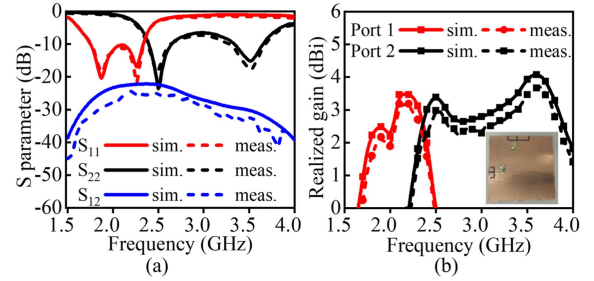 S parameter (dB)
0
-10
-20
-30
-40
-50
-60
S11 sim. meas.
S22 sim. meas.
S12 sim. meas.
1.5 2.0 2.5 3.0 3.5 4.0
Frequency (GHz)
(a)
Realized gain (dBi)
6
5
4
3
2
1
0
Port 1 sim. meas.
Port 2 sim. meas.
1.5 2.0 2.5 3.0 3.5 4.0
Frequency (GHz)
(b)